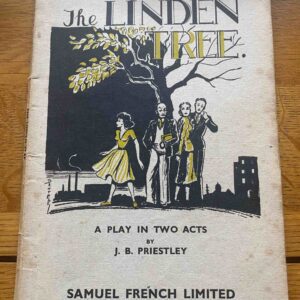 The LINDEN
TREE.
A PLAY IN TWO ACTS
BY
J. B. PRIESTLEY
SAMUEL FRENCH LIMITED